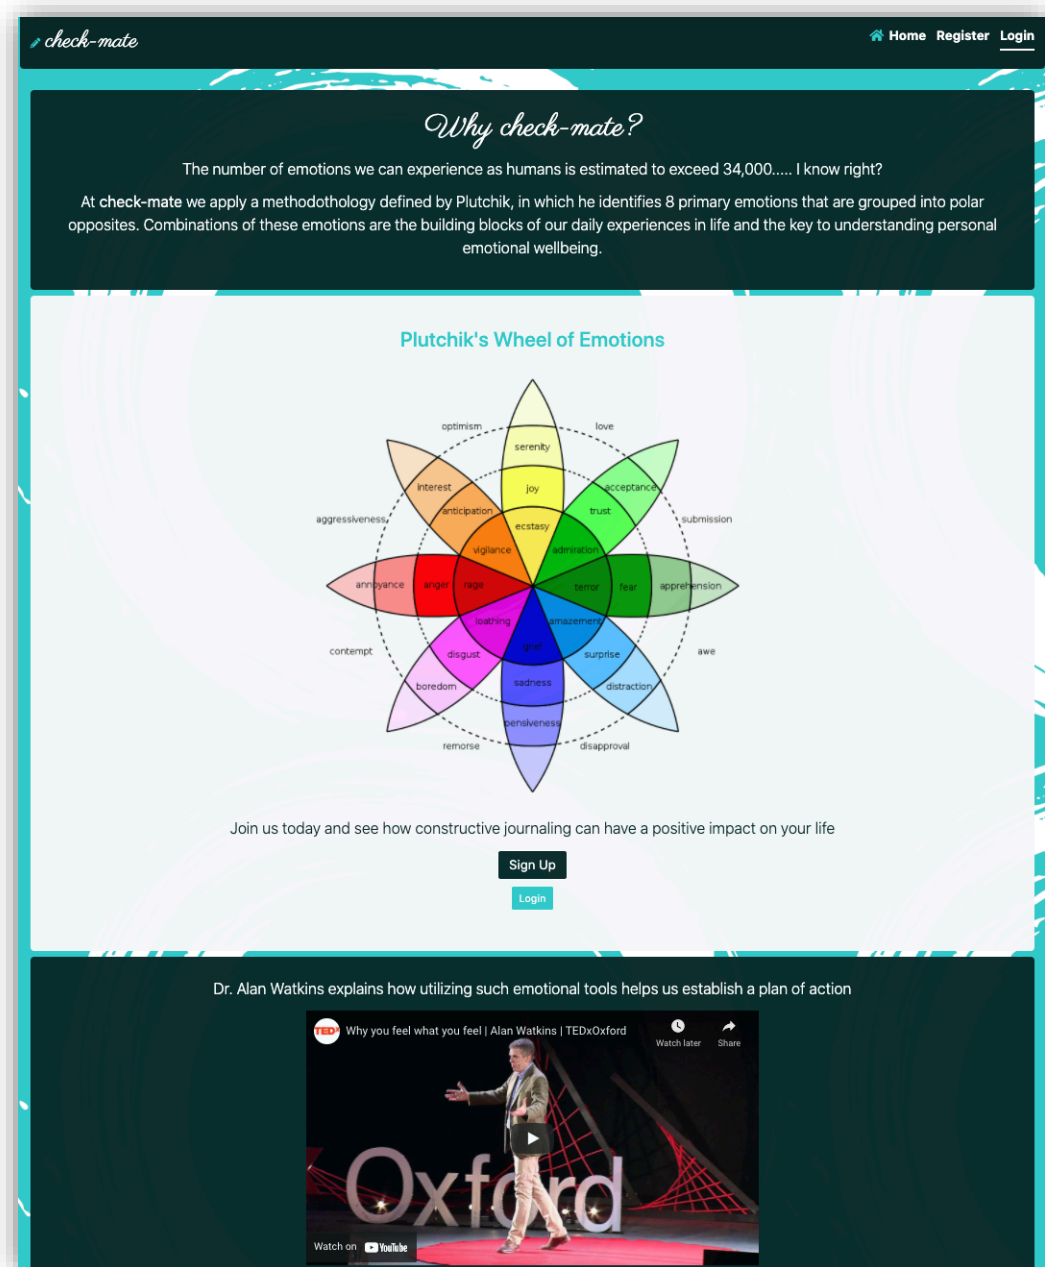 check-mate
Home Register Login
Why check-mate?
The number of emotions we can experience as humans is estimated to exceed 34,000..... I know right?
At check-mate we apply a methodothology defined by Plutchik, in which he identifies 8 primary emotions that are grouped into polar
opposites. Combinations of these emotions are the building blocks of our daily experiences in life and the key to understanding personal
emotional wellbeing.
Plutchik's Wheel of Emotions
optimism
love
serenity
interest
joy
acceptance
anticipation
trust
aggressiveness
ecstasy
submission
vigilance
admiration
annoyance
anger
rage
terror
fear
apprehension
loathing
amazement
contempt
disgust
grief
surprise
awe
boredom
sadness
distraction
pensiveness
remorse
disapproval
Join us today and see how constructive journaling can have a positive impact on your life
Sign Up
Login
Dr. Alan Watkins explains how utilizing such emotional tools helps us establish a plan of action
TEDx
Why you feel what you feel | Alan Watkins | TEDxOxford
Watch later
Share
Oxford
Watch on YouTube